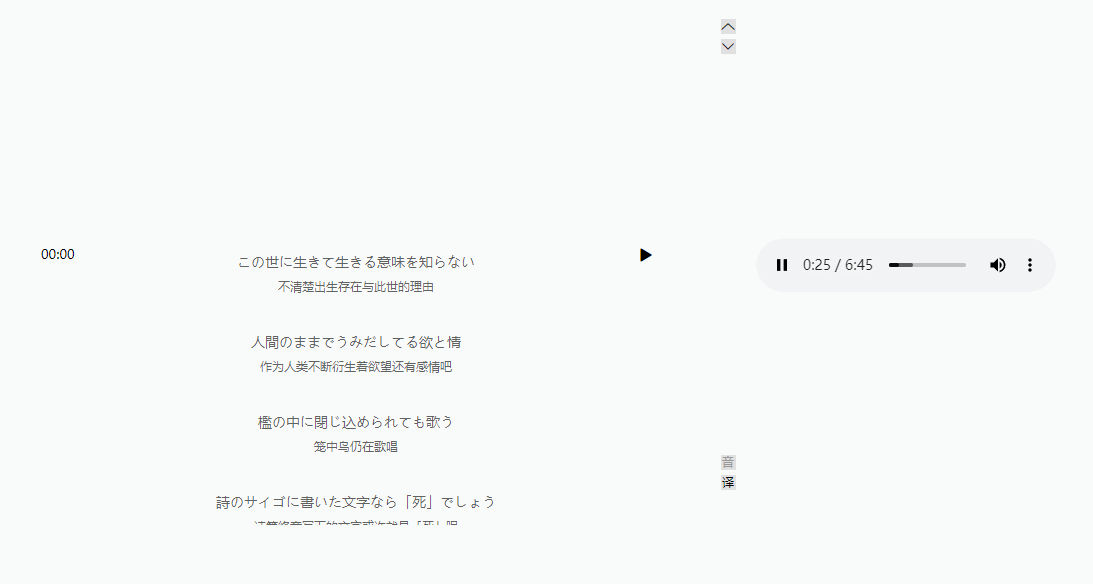 00:00
この世に生きて生きる意味を知らない
不清楚出生存在与此世的理由
人間のままでうみだしてる欲と情
作为人类不断衍生着欲望还有感情吧
檻の中に閉じ込められても歌う
笼中鸟仍在歌唱
詩のサイゴに書いた文字なら「死」でしょう
0:25 / 6:45
音
译